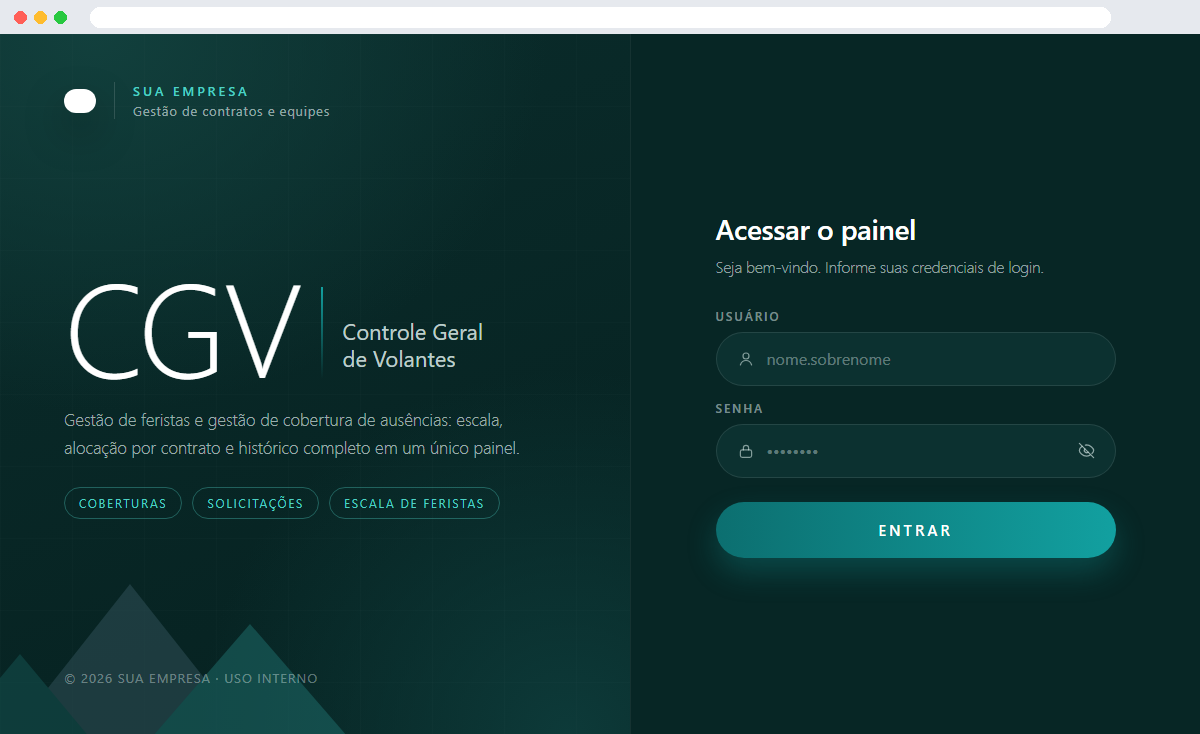 SUA EMPRESA
Gestão de contratos e equipes
CGV
Controle Geral
de Volantes
Gestão de feristas e gestão de cobertura de ausências: escala,
alocação por contrato e histórico completo em um único painel.
COBERTURAS
SOLICITAÇÕES
ESCALA DE FERISTAS
© 2026 SUA EMPRESA · USO INTERNO
Acessar o painel
Seja bem-vindo. Informe suas credenciais de login.
USUÁRIO
nome.sobrenome
SENHA
••••••••
ENTRAR